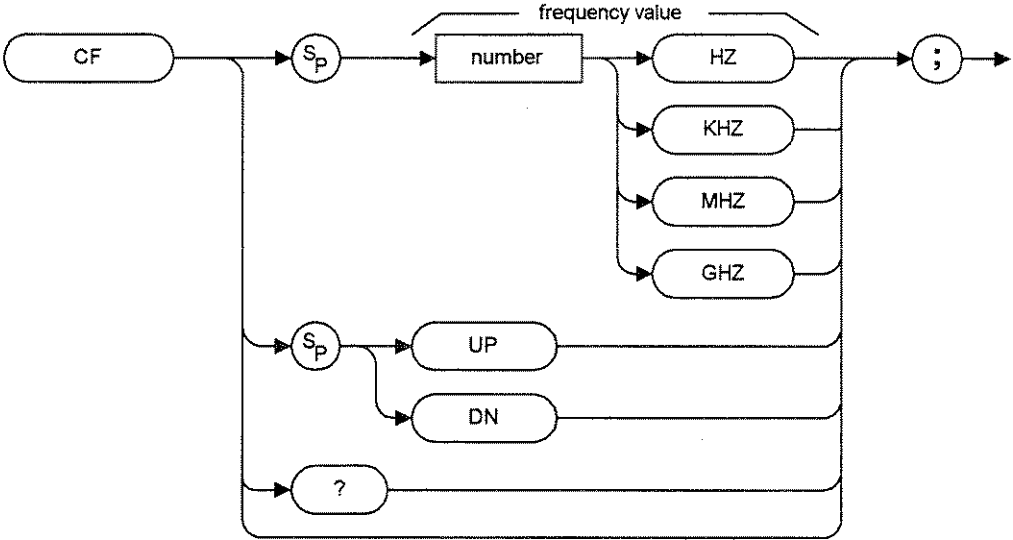 frequency value
CF
SP
number
HZ
;
KHZ
MHZ
GHZ
SP
UP
DN
?